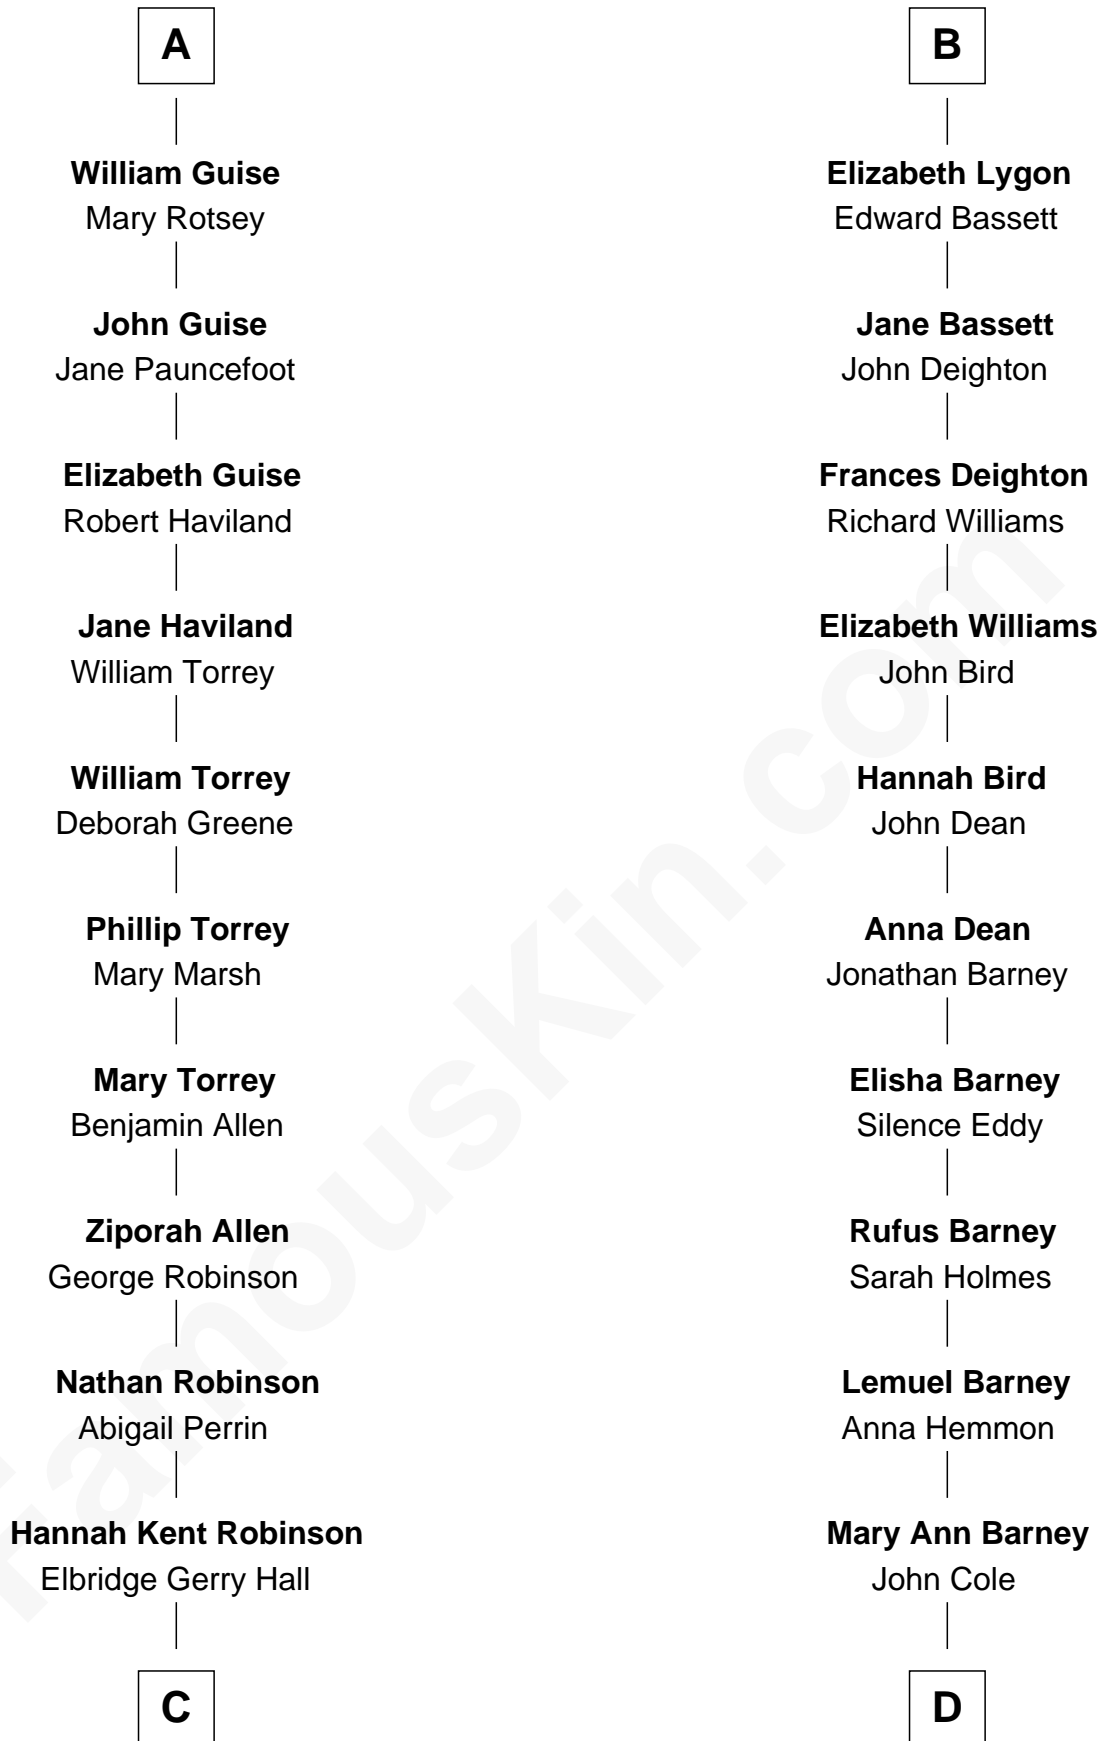 A
William Guise
Mary Rotsey
John Guise
Jane Pauncefoot
Elizabeth Guise
Robert Haviland
Jane Haviland
William Torrey
William Torrey
Deborah Greene
Phillip Torrey
Mary Marsh
Mary Torrey
Benjamin Allen
Ziporah Allen
George Robinson
Nathan Robinson
Abigail Perrin
Hannah Kent Robinson
Elbridge Gerry Hall
C
B
Elizabeth Lygon
Edward Bassett
Jane Bassett
John Deighton
Frances Deighton
Richard Williams
Elizabeth Williams
John Bird
Hannah Bird
John Dean
Anna Dean
Jonathan Barney
Elisha Barney
Silence Eddy
Rufus Barney
Sarah Holmes
Lemuel Barney
Anna Hemmon
Mary Ann Barney
John Cole
D
FamousKin.com